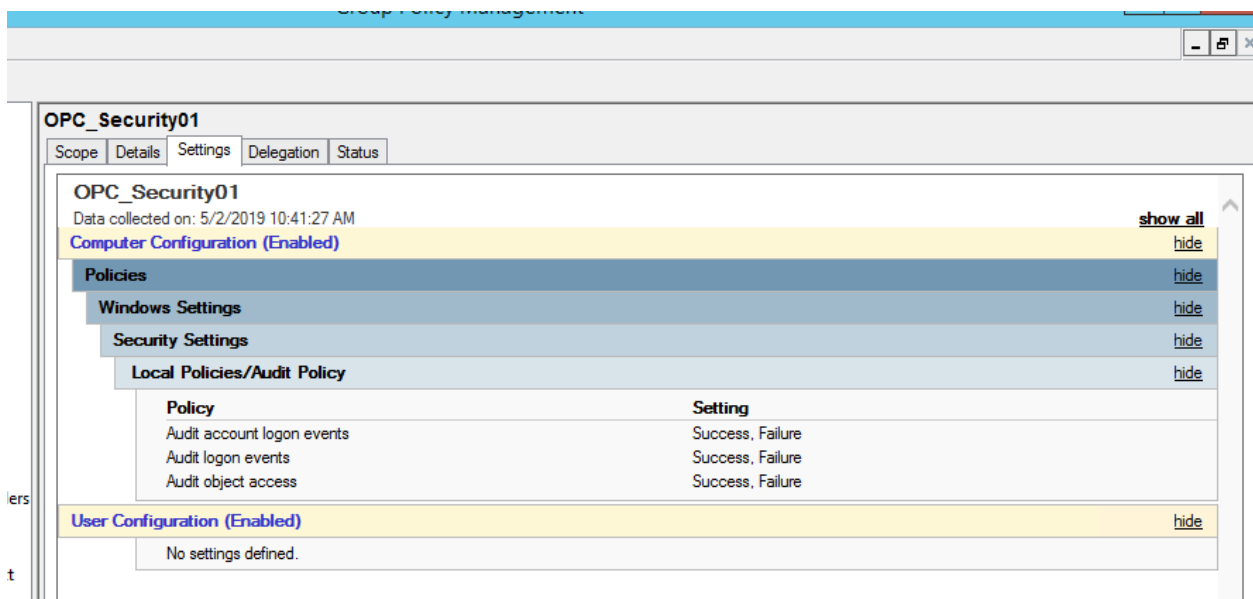 Group Policy Management
OPC_Security01
Scope Details Settings Delegation Status
OPC_Security01
Data collected on: 5/2/2019 10:41:27 AM
show all
Computer Configuration (Enabled) hide
Policies hide
Windows Settings hide
Security Settings hide
Local Policies/Audit Policy hide
Policy Setting
Audit account logon events Success, Failure
Audit logon events Success, Failure
Audit object access Success, Failure
lers
User Configuration (Enabled) hide
No settings defined.
:t